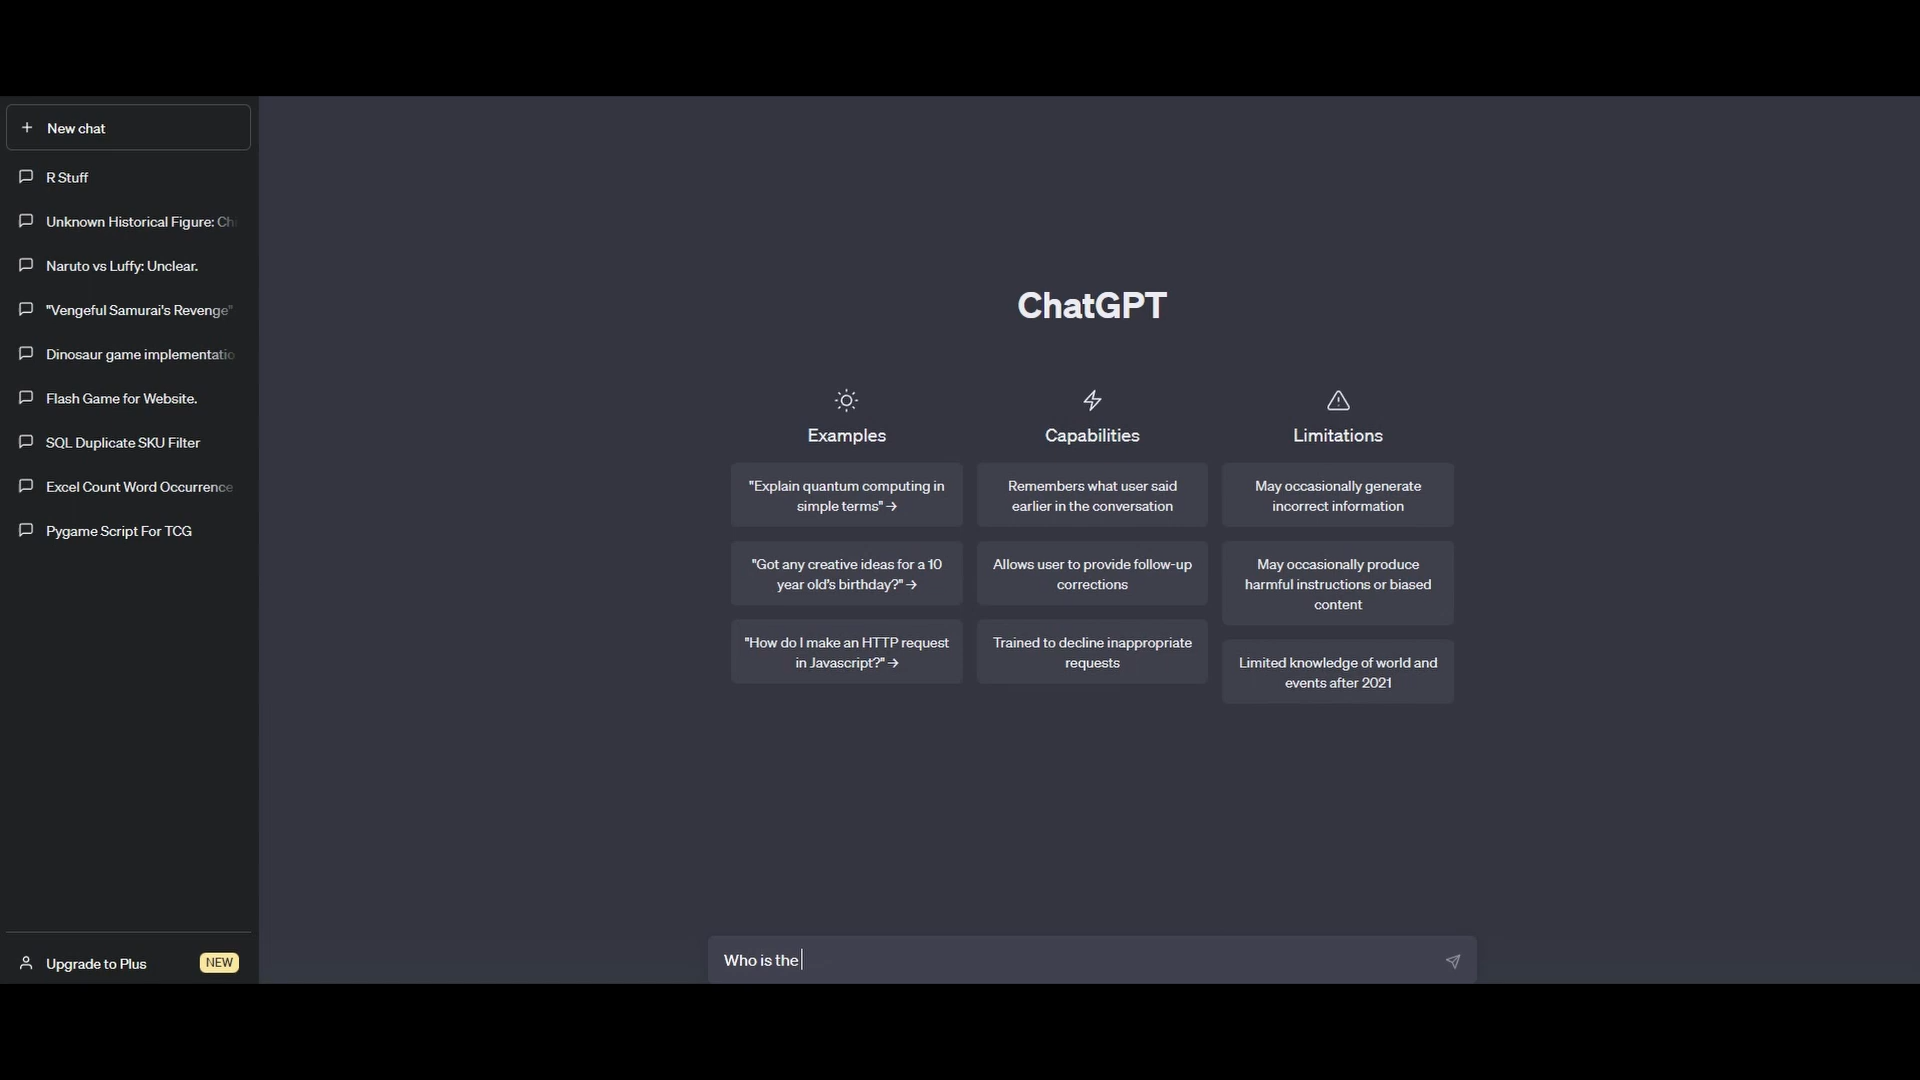 New chat
R Stuff
Unknown Historical Figure: Ch
Naruto vs Luffy: Unclear.
"Vengeful Samurai's Revenge"
Dinosaur game implementatio
Flash Game for Website.
SQL Duplicate SKU Filter
Excel Count Word Occurrence
Pygame Script For TCG
Upgrade to Plus
NEW
ChatGPT
Examples
"Explain quantum computing in
simple terms" →
"Got any creative ideas for a 10
year old's birthday?" →
"How do I make an HTTP request
in Javascript?" →
Capabilities
Remembers what user said
earlier in the conversation
Allows user to provide follow-up
corrections
Trained to decline inappropriate
requests
Limitations
May occasionally generate
incorrect information
May occasionally produce
harmful instructions or biased
content
Limited knowledge of world and
events after 2021
Who is the